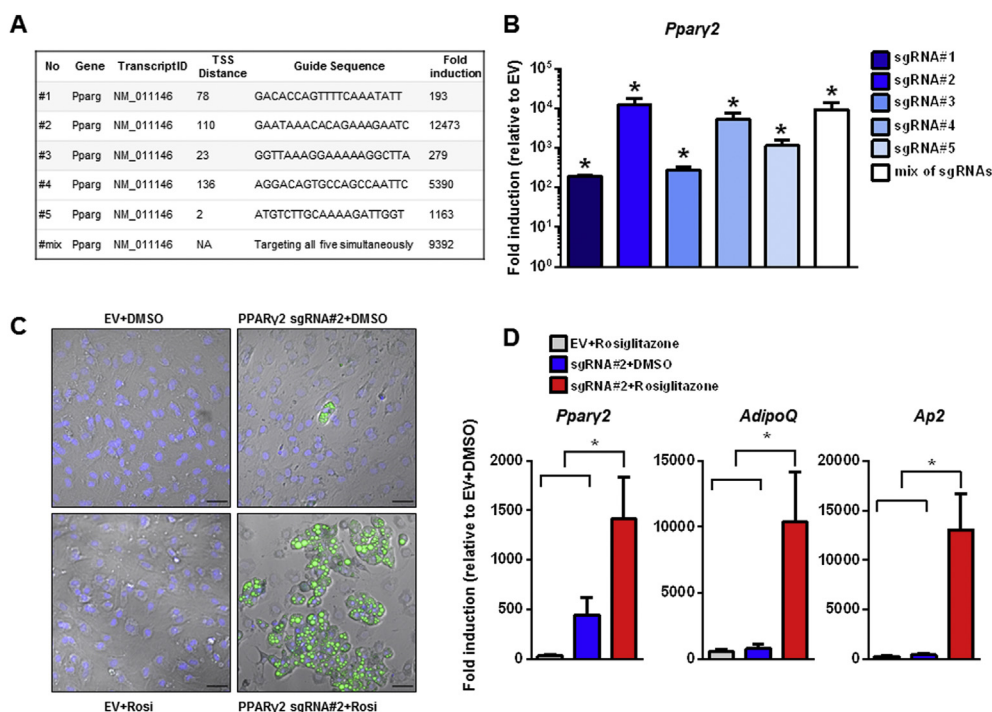 A
No Gene TranscriptID TSS Distance Guide Sequence Fold induction
#1 Pparg NM_011146 78 GACACCAGTTTTCAAATATT 193
#2 Pparg NM_011146 110 GAATAAACACAGAAAGAATC 12473
#3 Pparg NM_011146 23 GGTTAAAGGAAAAAGGCTTA 279
#4 Pparg NM_011146 136 AGGACAGTGCCAGCCAATTC 5390
#5 Pparg NM_011146 2 ATGTCTTGCAAAAGATTGGT 1163
#mix Pparg NM_011146 NA Targeting all five simultaneously 9392
B
Pparγ2
Fold induction (relative to EV)
10⁵
10⁴
10³
10²
10¹
10⁰
* * * * * *
sgRNA#1
sgRNA#2
sgRNA#3
sgRNA#4
sgRNA#5
mix of sgRNAs
C
EV+DMSO PPARγ2 sgRNA#2+DMSO
EV+Rosi PPARγ2 sgRNA#2+Rosi
D
EV+Rosiglitazone
sgRNA#2+DMSO
sgRNA#2+Rosiglitazone
Fold induction (relative to EV+DMSO)
Pparγ2
*
2000
1500
1000
500
0
AdipoQ
*
15000
10000
5000
0
Ap2
*
20000
15000
10000
5000
0